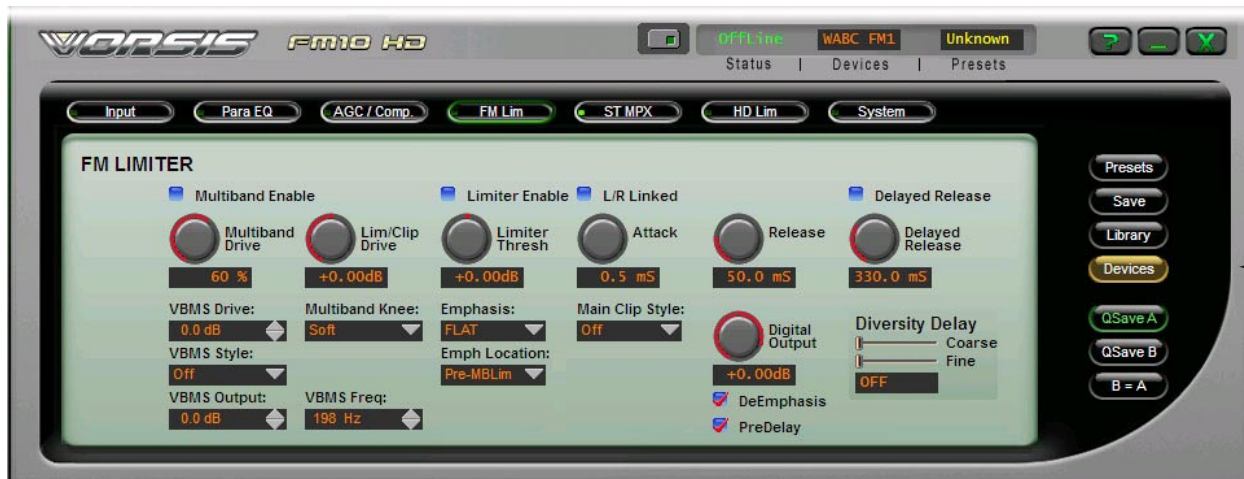 VORSIS FM10 HD
OffLine WABC FM1 Unknown
Status | Devices | Presets
? _ X
Input Para EQ AGC / Comp. FM Lim ST MPX HD Lim System
FM LIMITER
Multiband Enable Limiter Enable L/R Linked Delayed Release
Multiband Drive
Lim/Clip Drive
Limiter Thresh
Attack
Release
Delayed Release
60 % +0.00dB +0.00dB 0.5 mS 50.0 mS 330.0 mS
VBMS Drive: Multiband Knee: Emphasis: Main Clip Style:
0.0 dB Soft FLAT Off
VBMS Style: Emph Location:
Off Pre-MBLim
VBMS Output: VBMS Freq:
0.0 dB 198 Hz
Digital Output
+0.00dB
DeEmphasis
PreDelay
Diversity Delay
Coarse
Fine
OFF
Presets
Save
Library
Devices
QSave A
QSave B
B = A